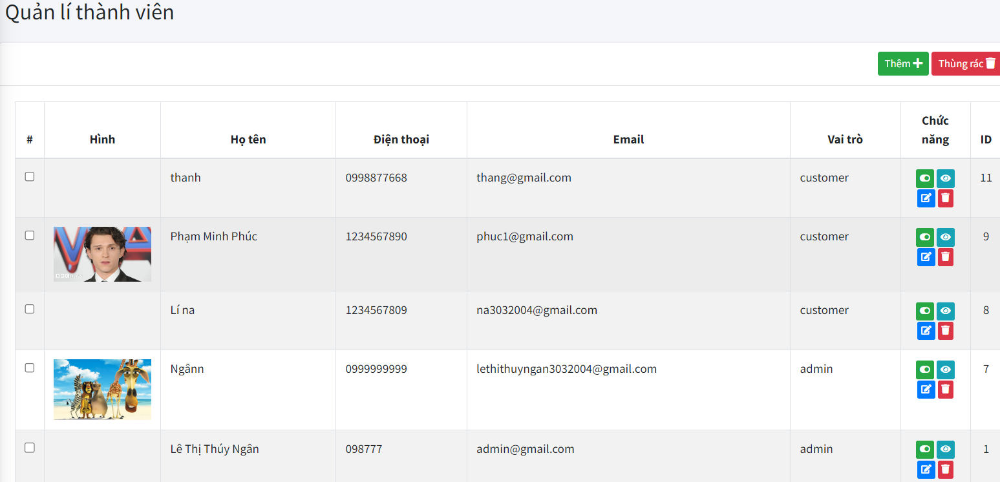 Quản lí thành viên
Thêm Thùng rác
# Hình Họ tên Điện thoại Email Vai trò Chức năng ID
thanh 0998877668 thang@gmail.com customer 11
Phạm Minh Phúc 1234567890 phuc1@gmail.com customer 9
Lí na 1234567809 na3032004@gmail.com customer 8
Ngânn 0999999999 lethithuyngan3032004@gmail.com admin 7
Lê Thị Thúy Ngân 098777 admin@gmail.com admin 1